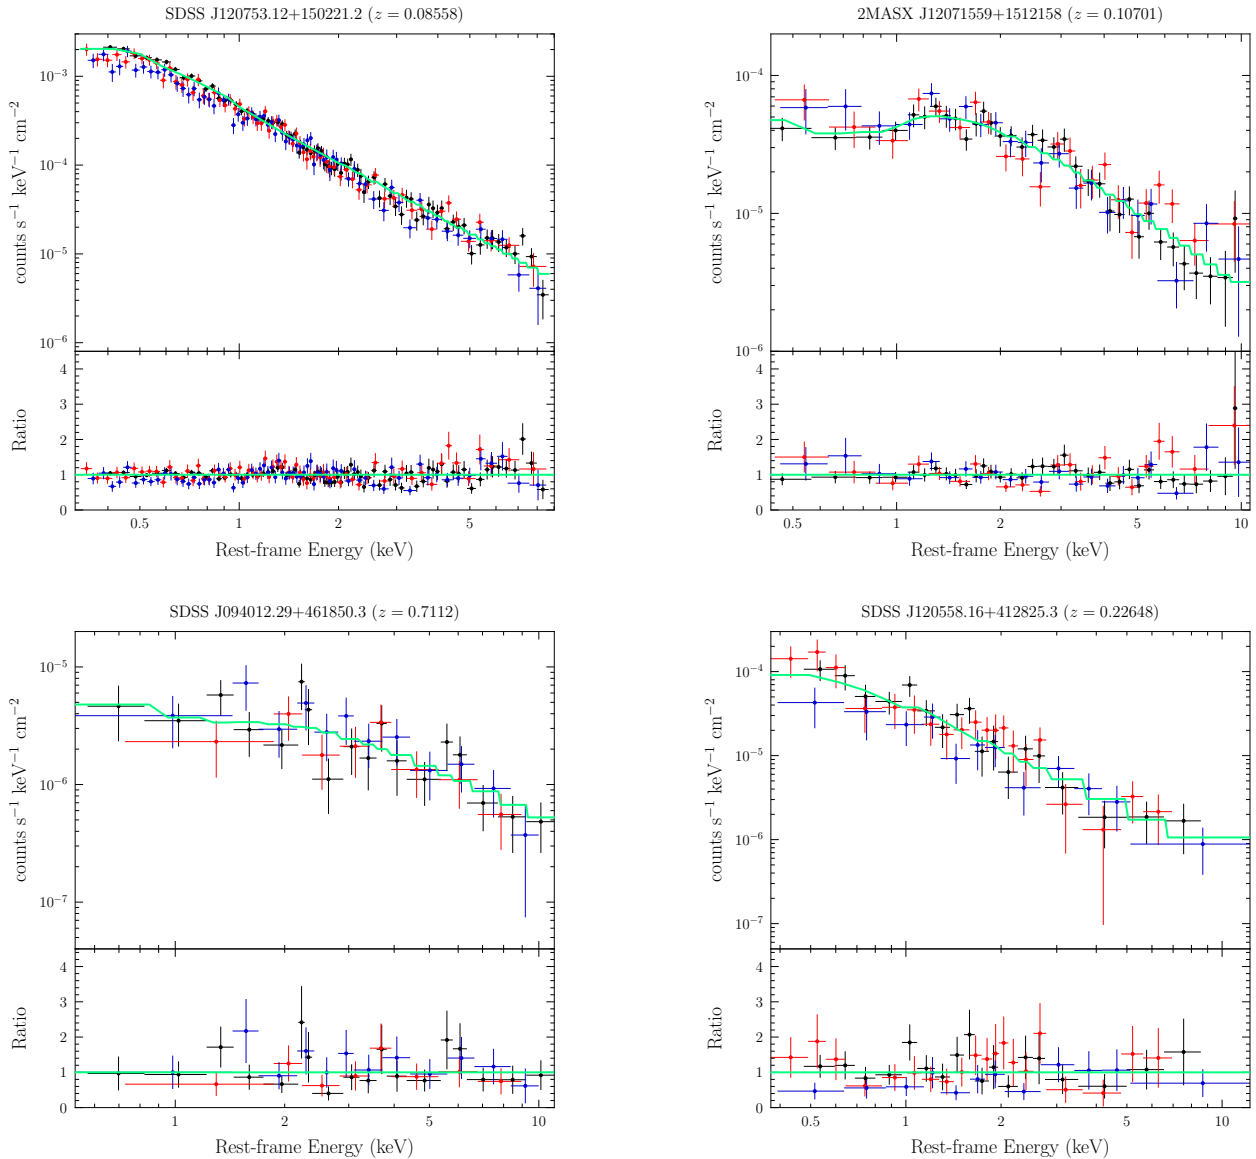 SDSS J120753.12+150221.2 (z = 0.08558)
counts s⁻¹ keV⁻¹ cm⁻²
10⁻³
10⁻⁴
10⁻⁵
10⁻⁶
Ratio
4
3
2
1
0
0.5 1 2 5
Rest-frame Energy (keV)
2MASX J12071559+1512158 (z = 0.10701)
counts s⁻¹ keV⁻¹ cm⁻²
10⁻⁴
10⁻⁵
10⁻⁶
Ratio
4
3
2
1
0
0.5 1 2 5 10
Rest-frame Energy (keV)
SDSS J094012.29+461850.3 (z = 0.7112)
counts s⁻¹ keV⁻¹ cm⁻²
10⁻⁵
10⁻⁶
10⁻⁷
Ratio
4
3
2
1
0
1 2 5 10
Rest-frame Energy (keV)
SDSS J120558.16+412825.3 (z = 0.22648)
counts s⁻¹ keV⁻¹ cm⁻²
10⁻⁴
10⁻⁵
10⁻⁶
10⁻⁷
Ratio
4
3
2
1
0
0.5 1 2 5 10
Rest-frame Energy (keV)